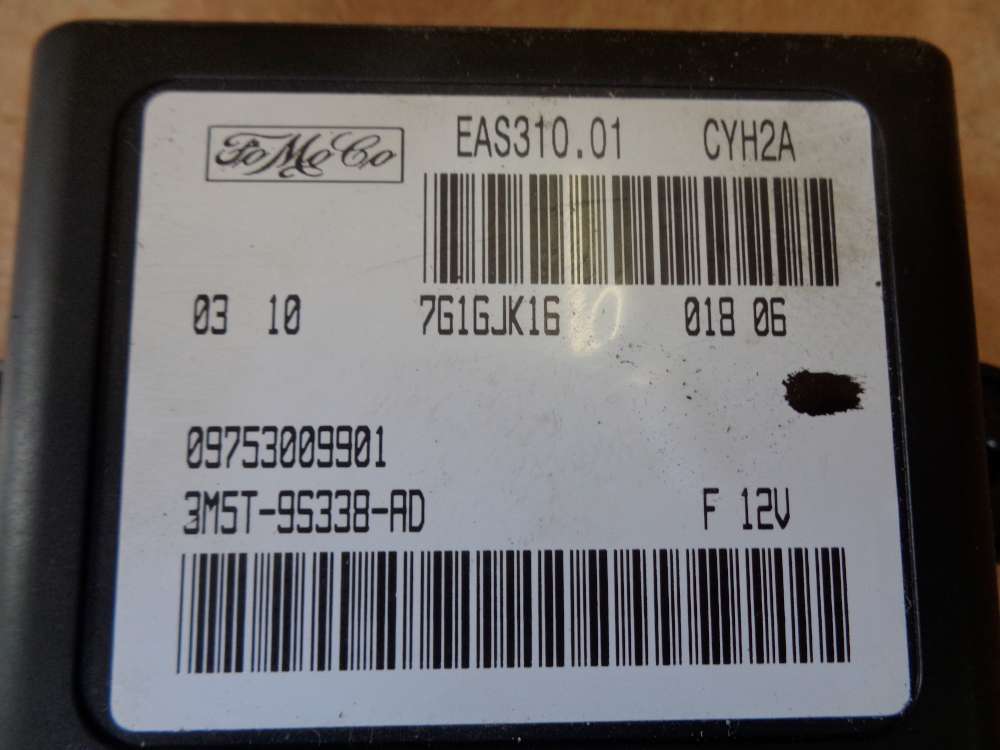 FoMoCo EAS310.01 CYH2A
03 10 7G1GJK16 018 06
09753009901
3M5T-9S338-AD F 12V